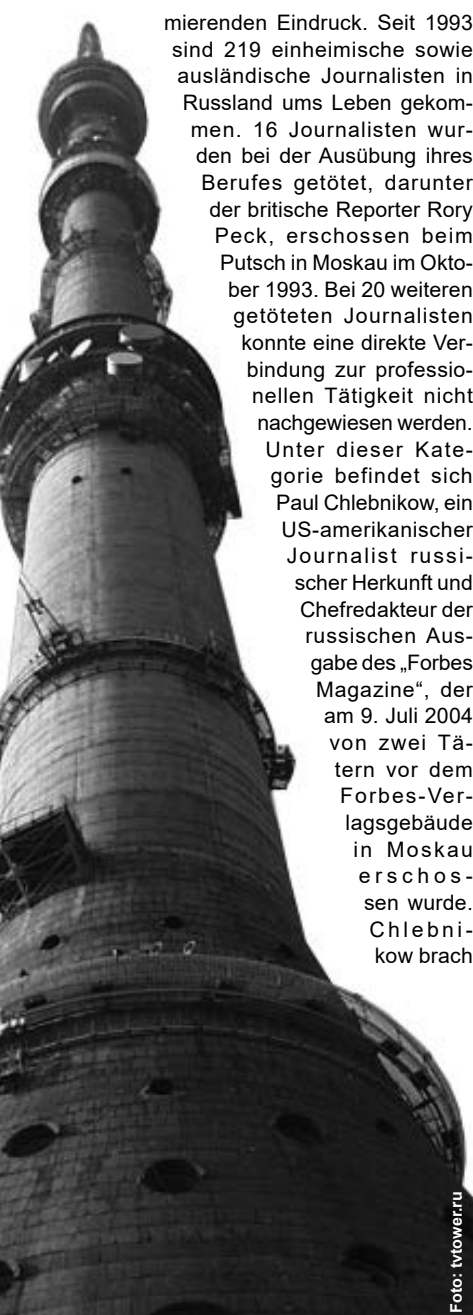 mierenden Eindruck. Seit 1993
sind 219 einheimische sowie
ausländische Journalisten in
Russland ums Leben gekom-
men. 16 Journalisten wur-
den bei der Ausübung ihres
Berufes getötet, darunter
der britische Reporter Rory
Peck, erschossen beim
Putsch in Moskau im Okto-
ber 1993. Bei 20 weiteren
getöteten Journalisten
konnte eine direkte Ver-
bindung zur professio-
nellen Tätigkeit nicht
nachgewiesen werden.
Unter dieser Kate-
gorie befindet sich
Paul Chlebnikow, ein
US-amerikanischer
Journalist russi-
scher Herkunft und
Chefredakteur der
russischen Aus-
gabe des „Forbes
Magazine“, der
am 9. Juli 2004
von zwei Tä-
tern vor dem
Forbes-Ver-
lagsgebäude
in Moskau
erschos-
sen wurde.
Chlebni-
kow brach
Foto: tvtower.ru